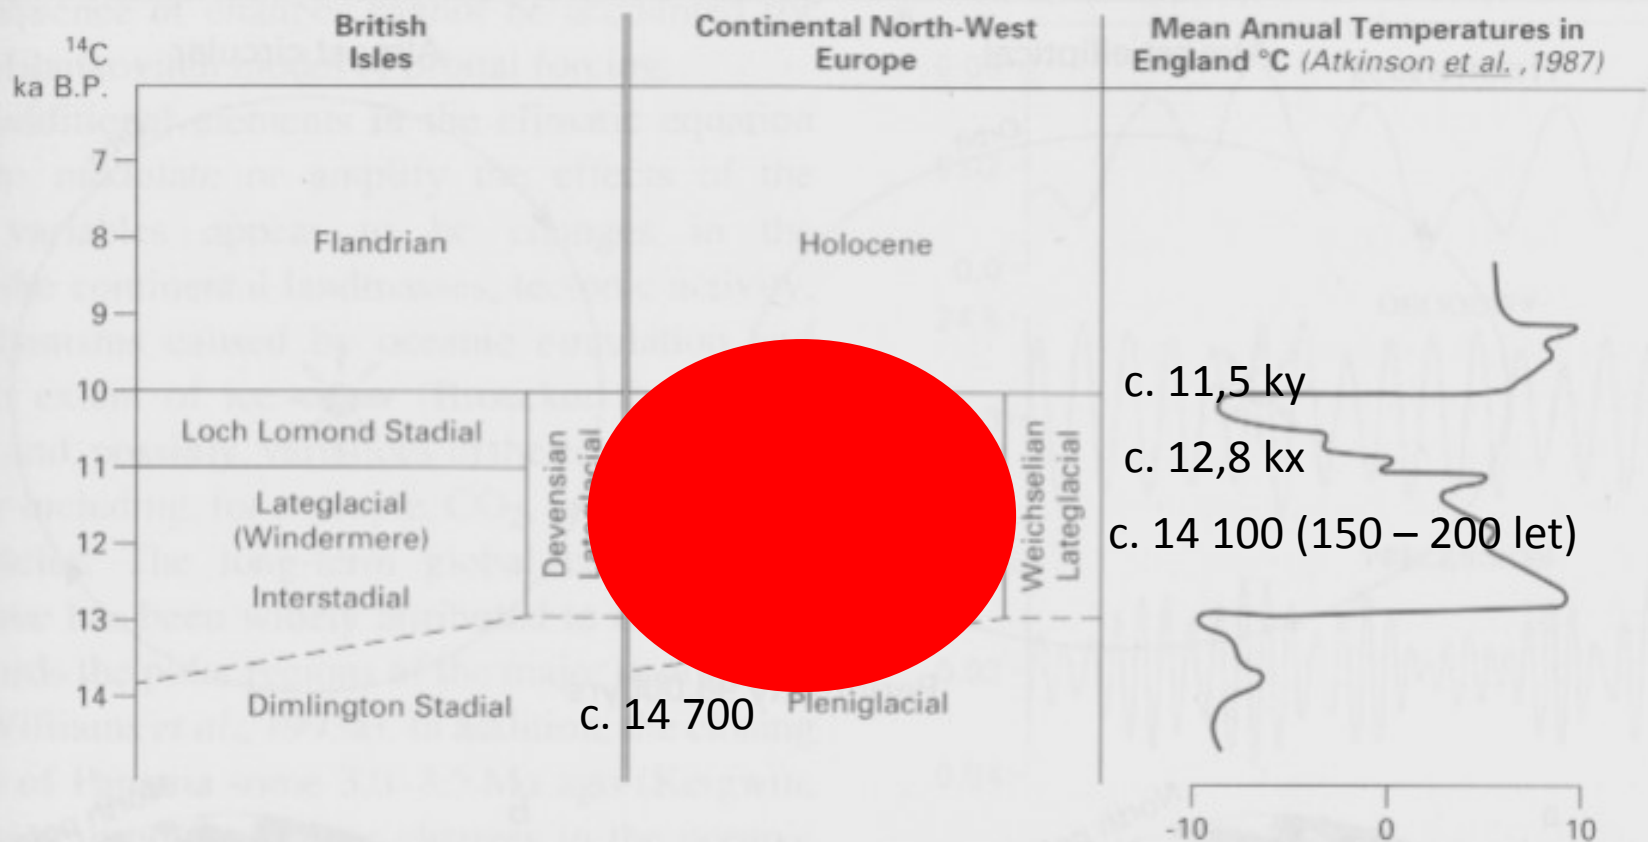 14C
ka B.P.
British
Isles
Continental North-West
Europe
Mean Annual Temperatures in
England °C (Atkinson et al. , 1987)
7
8
9
10
11
12
13
14
Flandrian
Holocene
Loch Lomond Stadial
Lateglacial
(Windermere)
Interstadial
Devensian
Dimlington Stadial
Pleniglacial
Weichselian
Lateglacial
c. 11,5 ky
c. 12,8 kx
c. 14 100 (150 – 200 let)
c. 14 700
-10
0
10